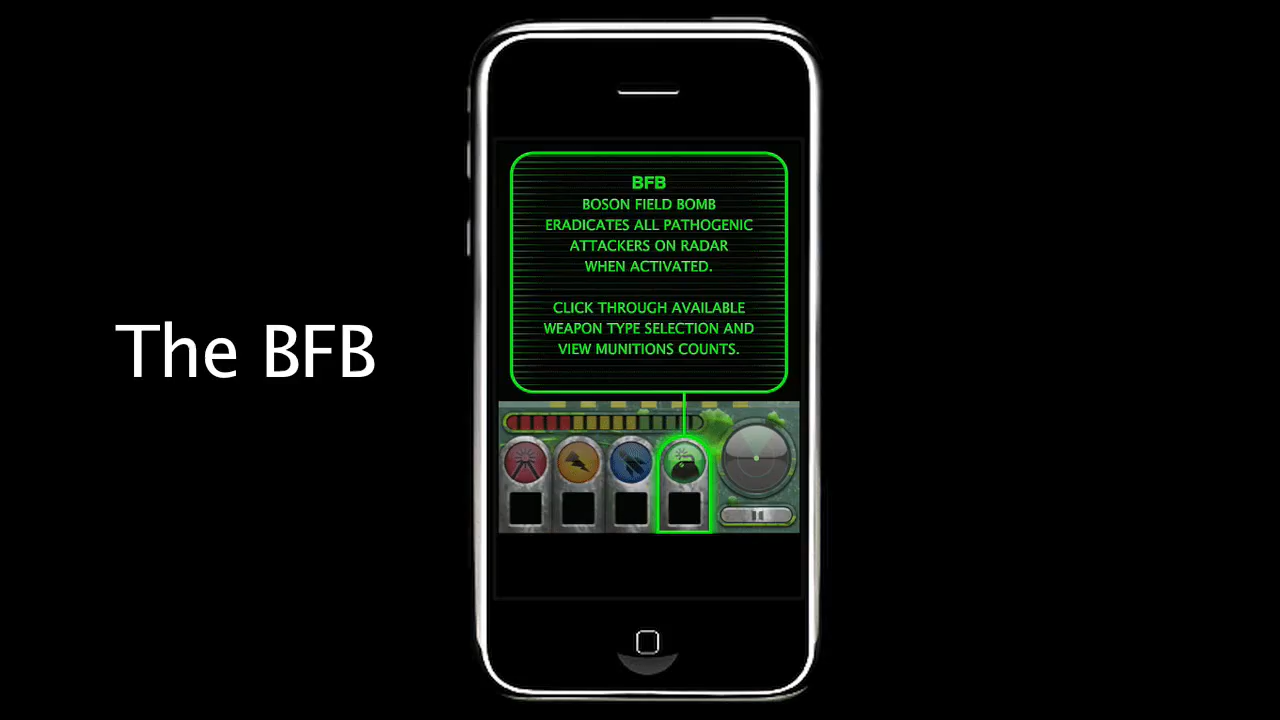 The BFB
BFB
BOSON FIELD BOMB
ERADICATES ALL PATHOGENIC
ATTACKERS ON RADAR
WHEN ACTIVATED.
CLICK THROUGH AVAILABLE
WEAPON TYPE SELECTION AND
VIEW MUNITIONS COUNTS.